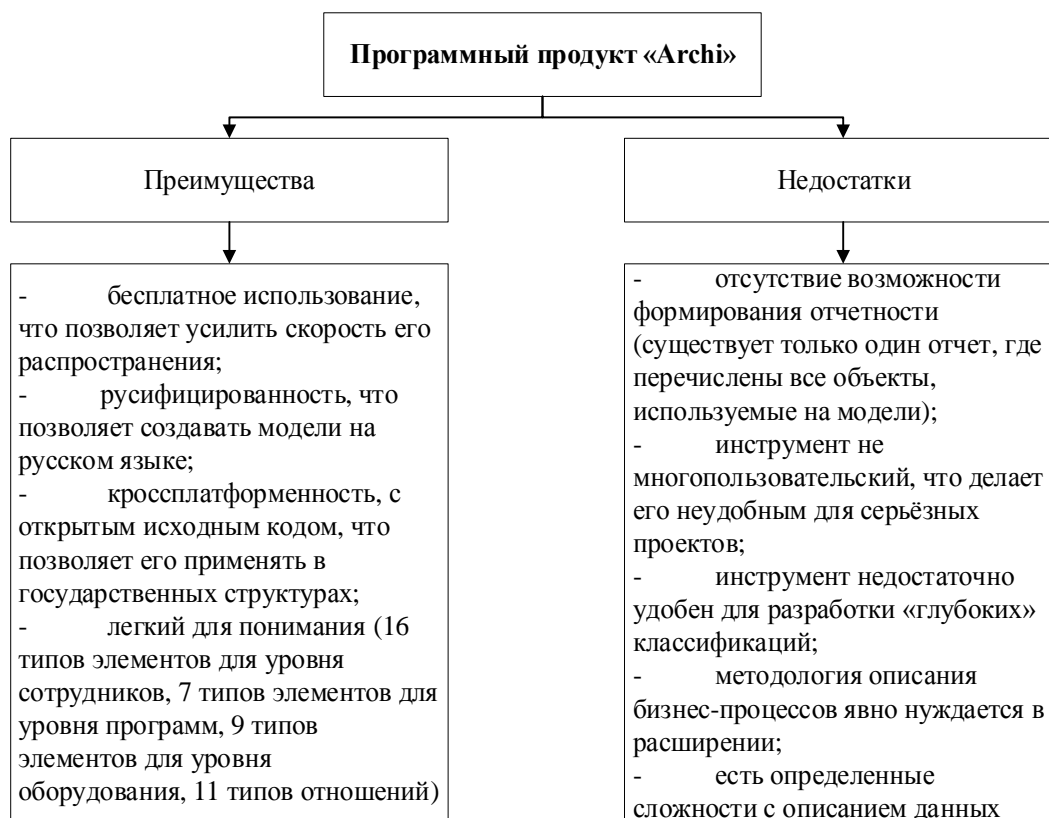 Программный продукт «Archi»
Преимущества
Недостатки
- бесплатное использование,
что позволяет усилить скорость его
распространения;
- русифицированность, что
позволяет создавать модели на
русском языке;
- кроссплатформенность, с
открытым исходным кодом, что
позволяет его применять в
государственных структурах;
- легкий для понимания (16
типов элементов для уровня
сотрудников, 7 типов элементов для
уровня программ, 9 типов
элементов для уровня
оборудования, 11 типов отношений)
- отсутствие возможности
формирования отчетности
(существует только один отчет, где
перечислены все объекты,
используемые на модели);
- инструмент не
многопользовательский, что делает
его неудобным для серьёзных
проектов;
- инструмент недостаточно
удобен для разработки «глубоких»
классификаций;
- методология описания
бизнес-процессов явно нуждается в
расширении;
- есть определенные
сложности с описанием данных